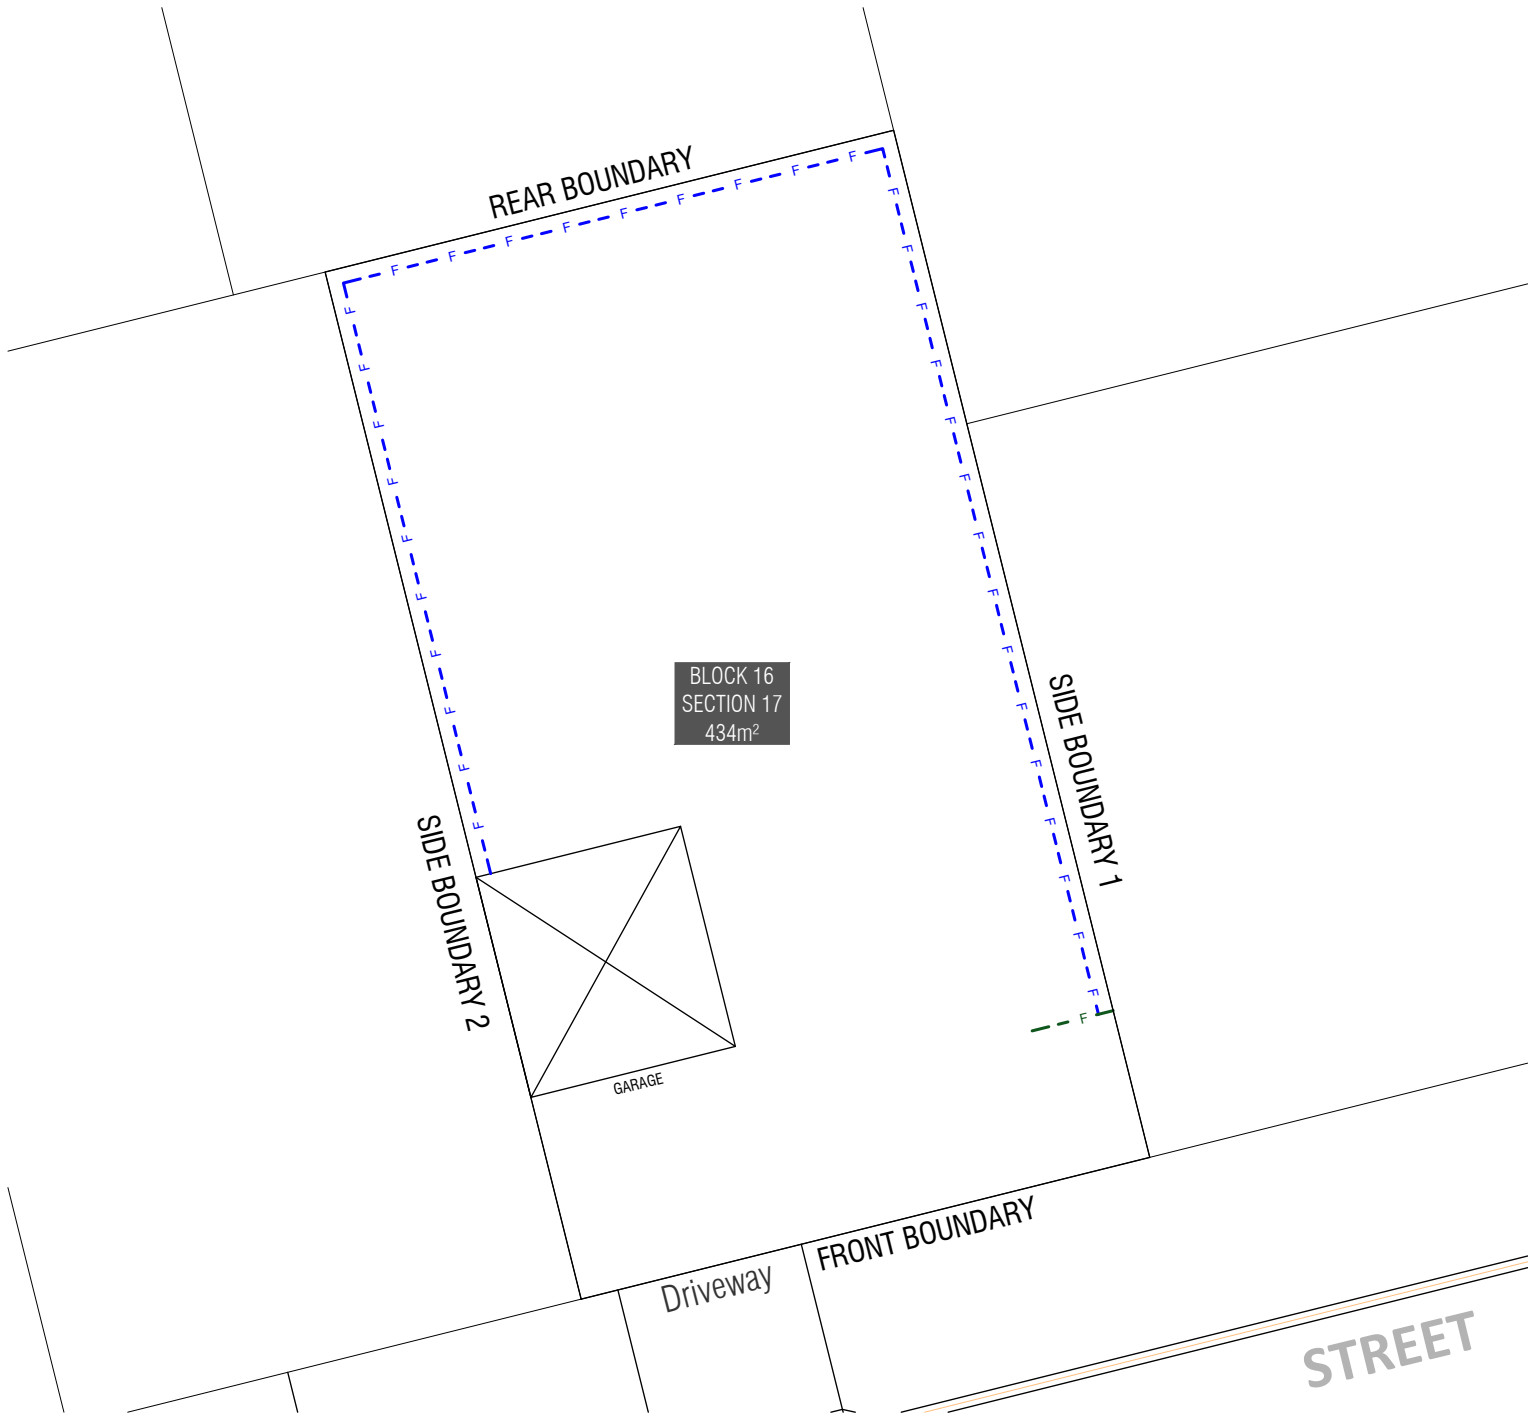 REAR BOUNDARY
F F F F F F F F F
F F F F F F F F F F
F F F F F F F F F F F F F F F
BLOCK 16
SECTION 17
434m²
SIDE BOUNDARY 1
SIDE BOUNDARY 2
F
GARAGE
FRONT BOUNDARY
Driveway
STREET